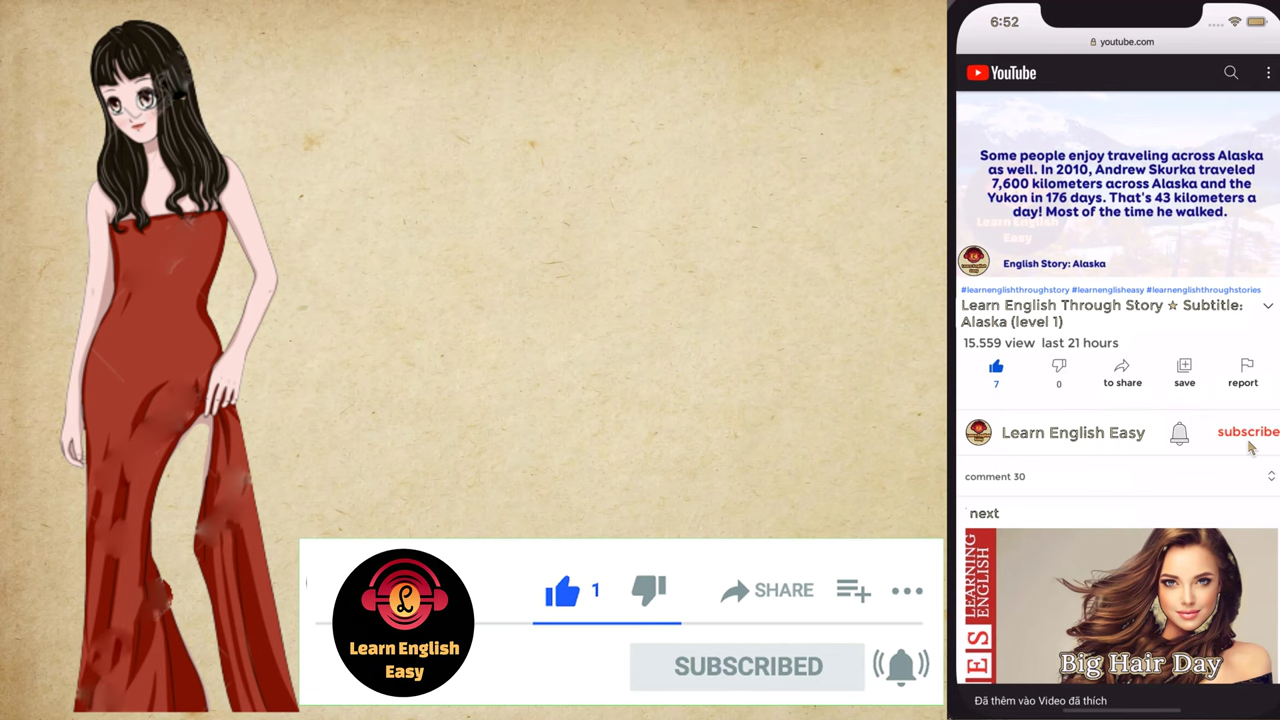 6:52
youtube.com
YouTube
Some people enjoy traveling across Alaska
as well. In 2010, Andrew Skurka traveled
7,600 kilometers across Alaska and the
Yukon in 176 days. That's 43 kilometers a
day! Most of the time he walked.
Learn English
Easy
English Story: Alaska
#learnenglishthroughstory #learnenglisheasy #learnenglishthroughstories
Learn English Through Story ⭐ Subtitle:
Alaska (level 1)
15.559 view last 21 hours
7 0 to share save report
Learn English Easy subscribe
comment 30
next
LEARNING
ENGLISH
ES
Big Hair Day
Đã thêm vào Video đã thích
1 SHARE
Learn English
Easy
SUBSCRIBED